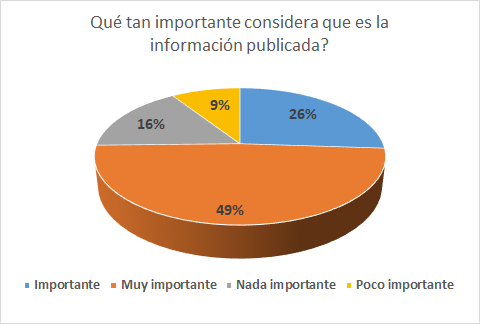 Qué tan importante considera que es la
información publicada?
9%
26%
16%
49%
Importante Muy importante Nada importante Poco importante